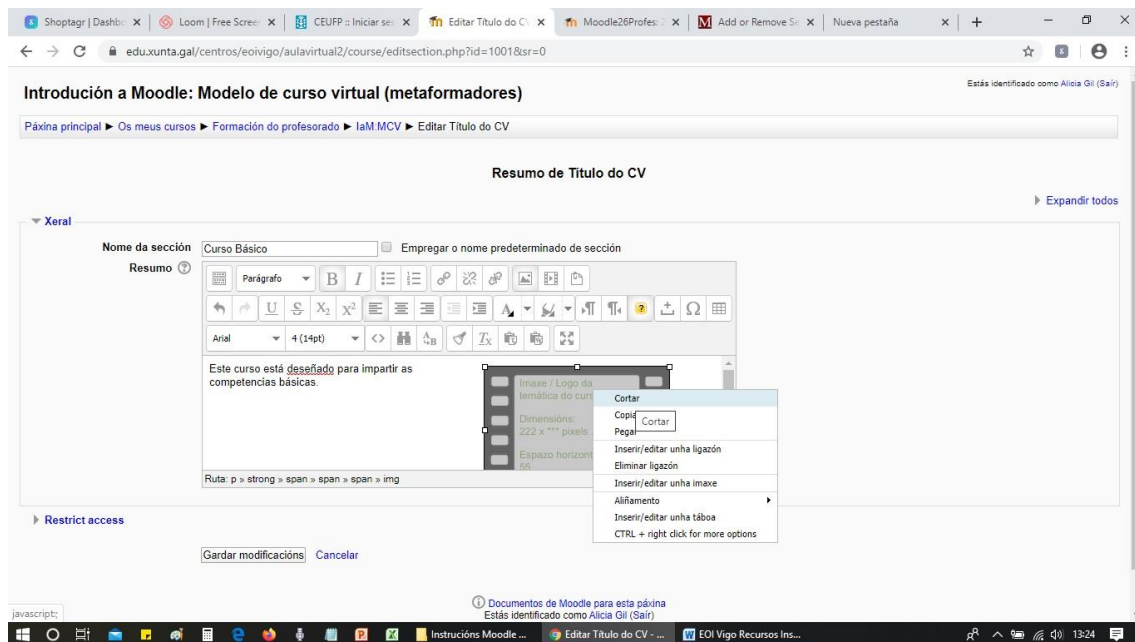 Shoptagr | Dashbo
Loom | Free Scree
CEUFP :: Iniciar ses
Editar Título do CV
Moodle26Profes
Add or Remove Se
Nueva pestaña
edu.xunta.gal/centros/eoivigo/aulavirtual2/course/editsection.php?id=1001&sr=0
Estás identificado como Alicia Gil (Saír)
Introdución a Moodle: Modelo de curso virtual (metaformadores)
Páxina principal ► Os meus cursos ► Formación do profesorado ► IaM:MCV ► Editar Título do CV
Resumo de Título do CV
Expandir todos
Xeral
Nome da sección Curso Básico Empregar o nome predeterminado de sección
Resumo
Parágrafo
Arial 4 (14pt)
Este curso está deseñado para impartir as
competencias básicas.
Imaxe / Logo da
temática do curs
Dimensións:
222 x *** pixels
Espazo horizont
55
Cortar
Copia
Cortar
Pegar
Inserir/editar unha ligazón
Eliminar ligazón
Inserir/editar unha imaxe
Aliñamento
Inserir/editar unha táboa
CTRL + right click for more options
Ruta: p » strong » span » span » span » img
Restrict access
Gardar modificacións Cancelar
Documentos de Moodle para esta páxina
Estás identificado como Alicia Gil (Saír)
javascript:;
Instrucións Moodle ...
Editar Título do CV - ...
EOI Vigo Recursos Ins...
13:24